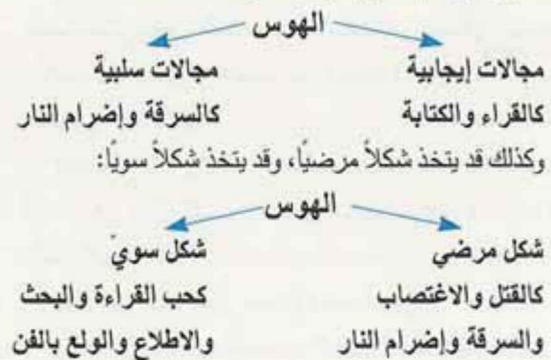 الهوس
مجالات إيجابية مجالات سلبية
كالقراء والكتابة كالسرقة وإضرام النار
وكذلك قد يتخذ شكلاً مرضيًا، وقد يتخذ شكلاً سويًا:
الهوس
شكل مرضي شكل سويّ
كالقتل والاغتصاب كحب القراءة والبحث
والسرقة وإضرام النار والاطلاع والولع بالفن